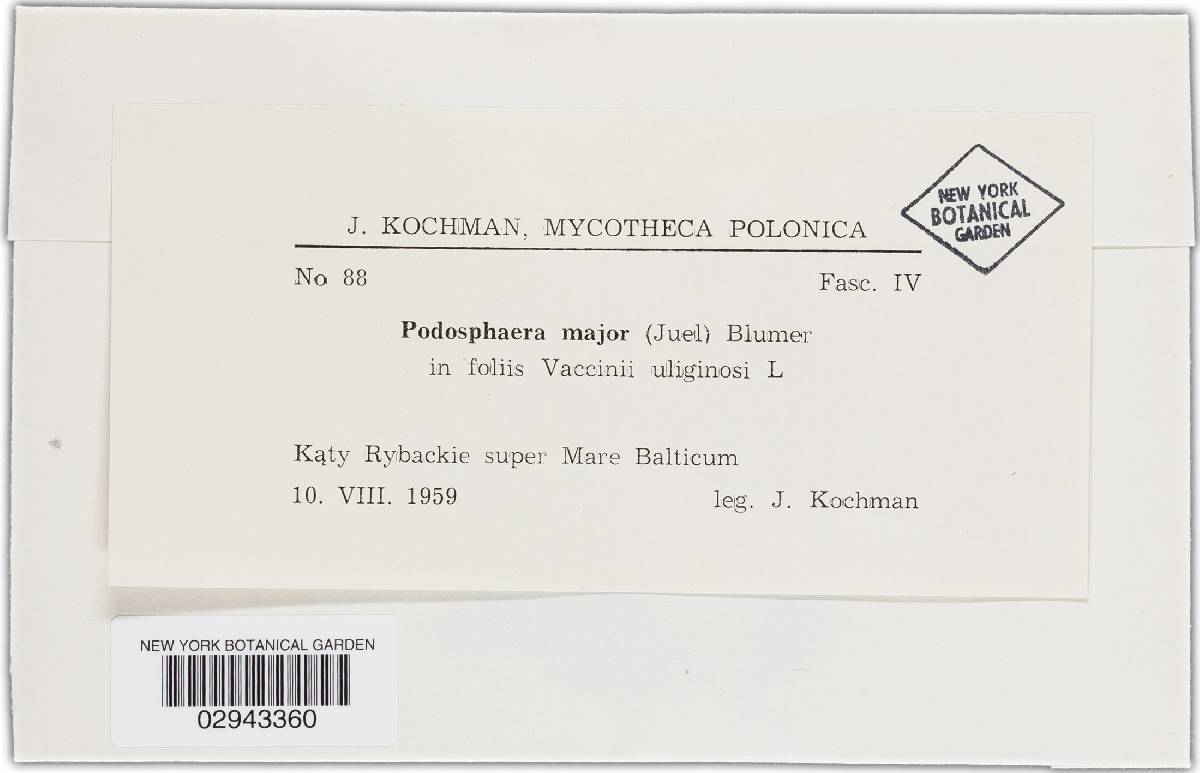 NEW YORK
BOTANICAL
GARDEN
J. KOCHMAN, MYCOTHECA POLONICA
No 88 Fasc. IV
Podosphaera major (Juel) Blumer
in foliis Vaccinii uliginosi L
Kąty Rybackie super Mare Balticum
10. VIII. 1959 leg. J. Kochman
NEW YORK BOTANICAL GARDEN
02943360